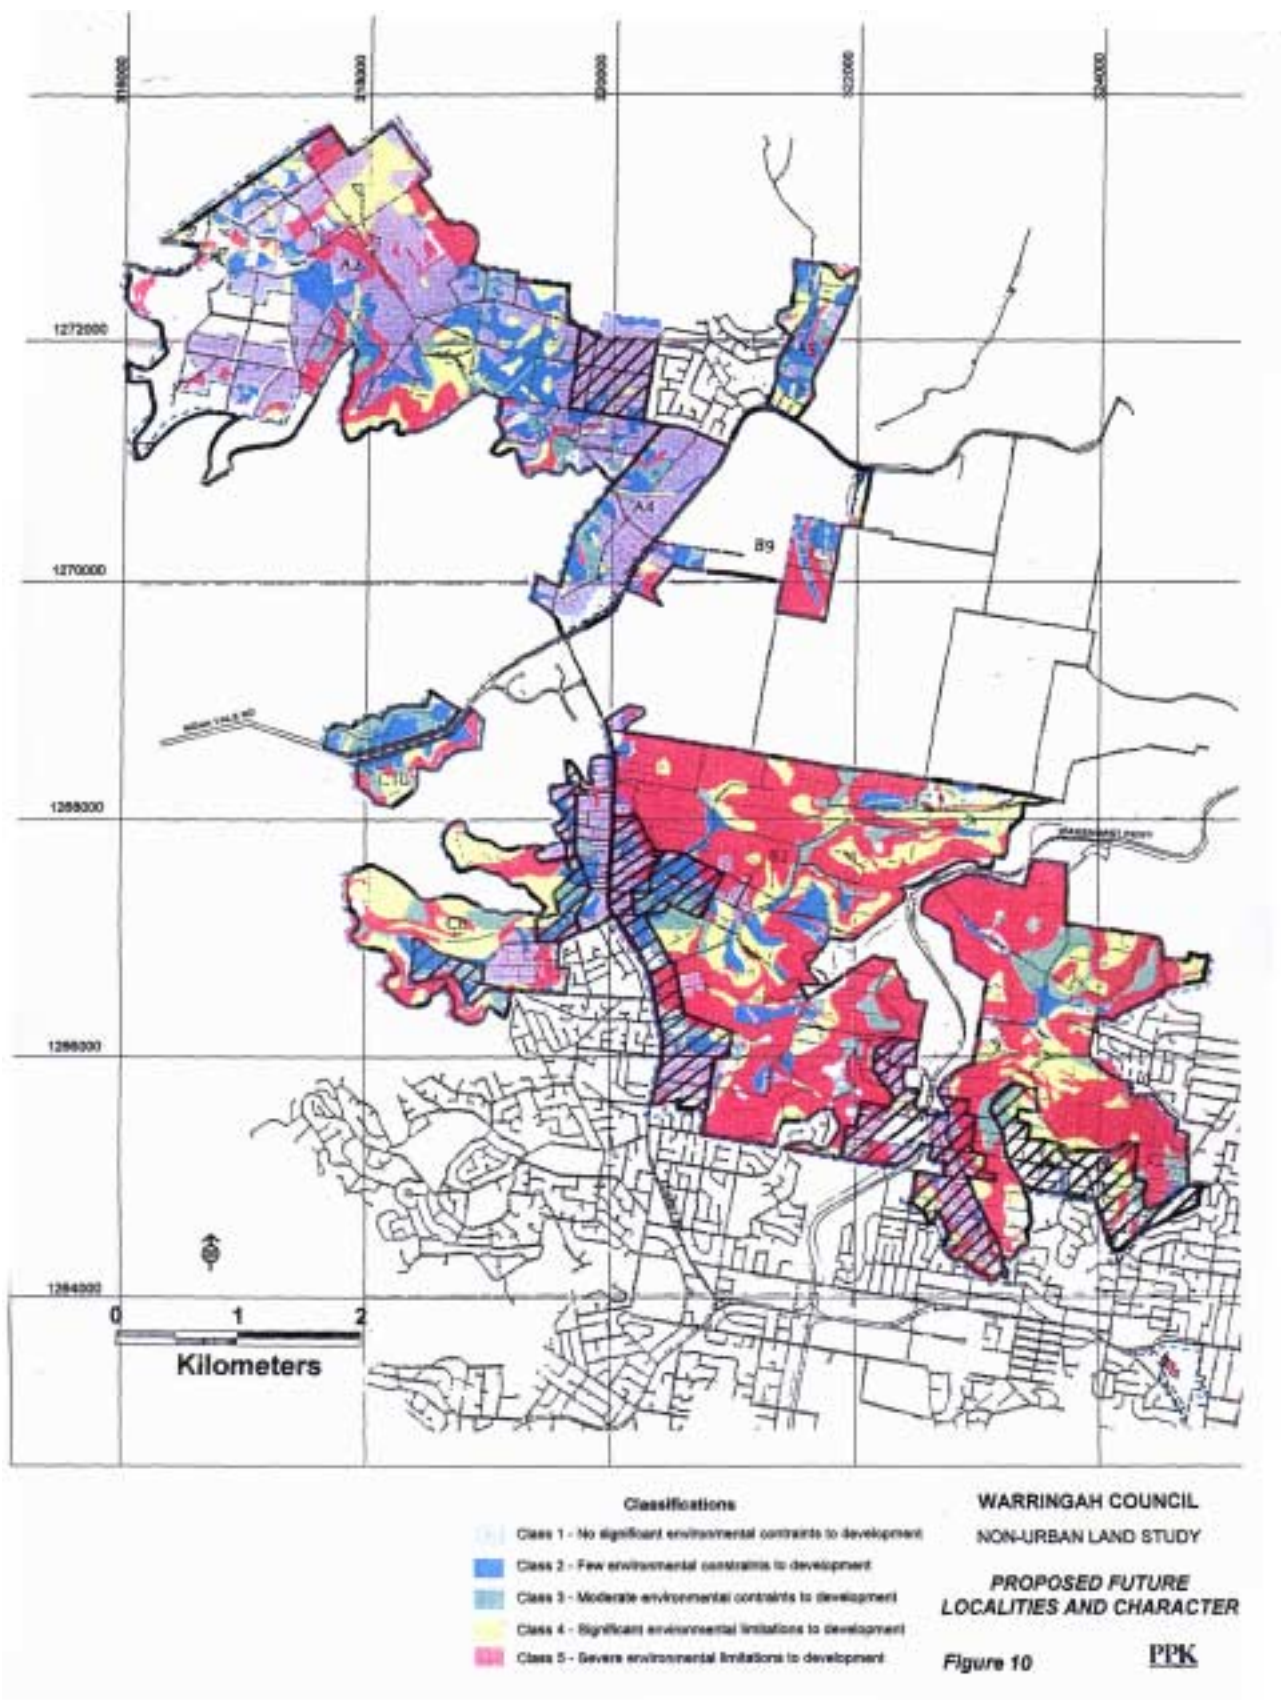 318000
320000
322000
324000
1272000
A4
B9
1270000
C10
1268000
1266000
1264000
0 1 2
Kilometers
Classifications
Class 1 - No significant environmental contraints to development
Class 2 - Few environmental constraints to development
Class 3 - Moderate environmental contraints to development
Class 4 - Significant environmental limitations to development
Class 5 - Severe environmental limitations to development
WARRINGAH COUNCIL
NON-URBAN LAND STUDY
PROPOSED FUTURE
LOCALITIES AND CHARACTER
Figure 10
PPK